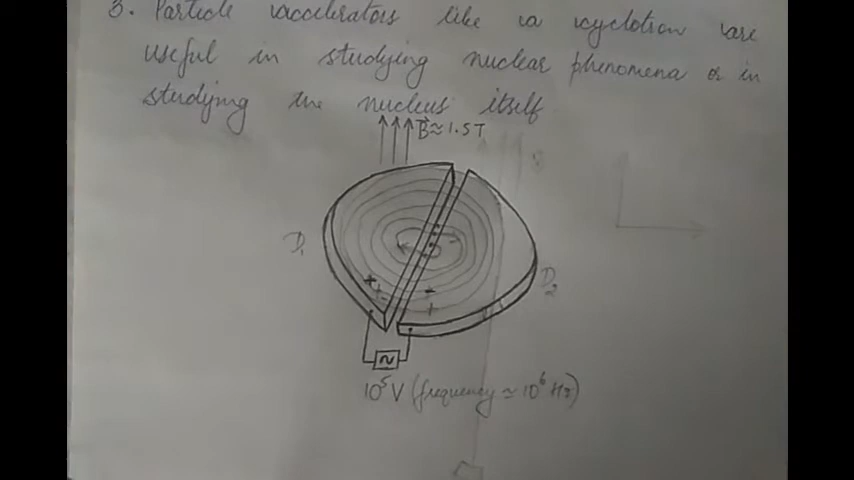 3. Particle accelerators like a cyclotron are
useful in studying nuclear phenomena or in
studying the nucleus itself
B≈1.5T
D₁
D₂
10⁵V (frequency ≃ 10⁶ Hz)